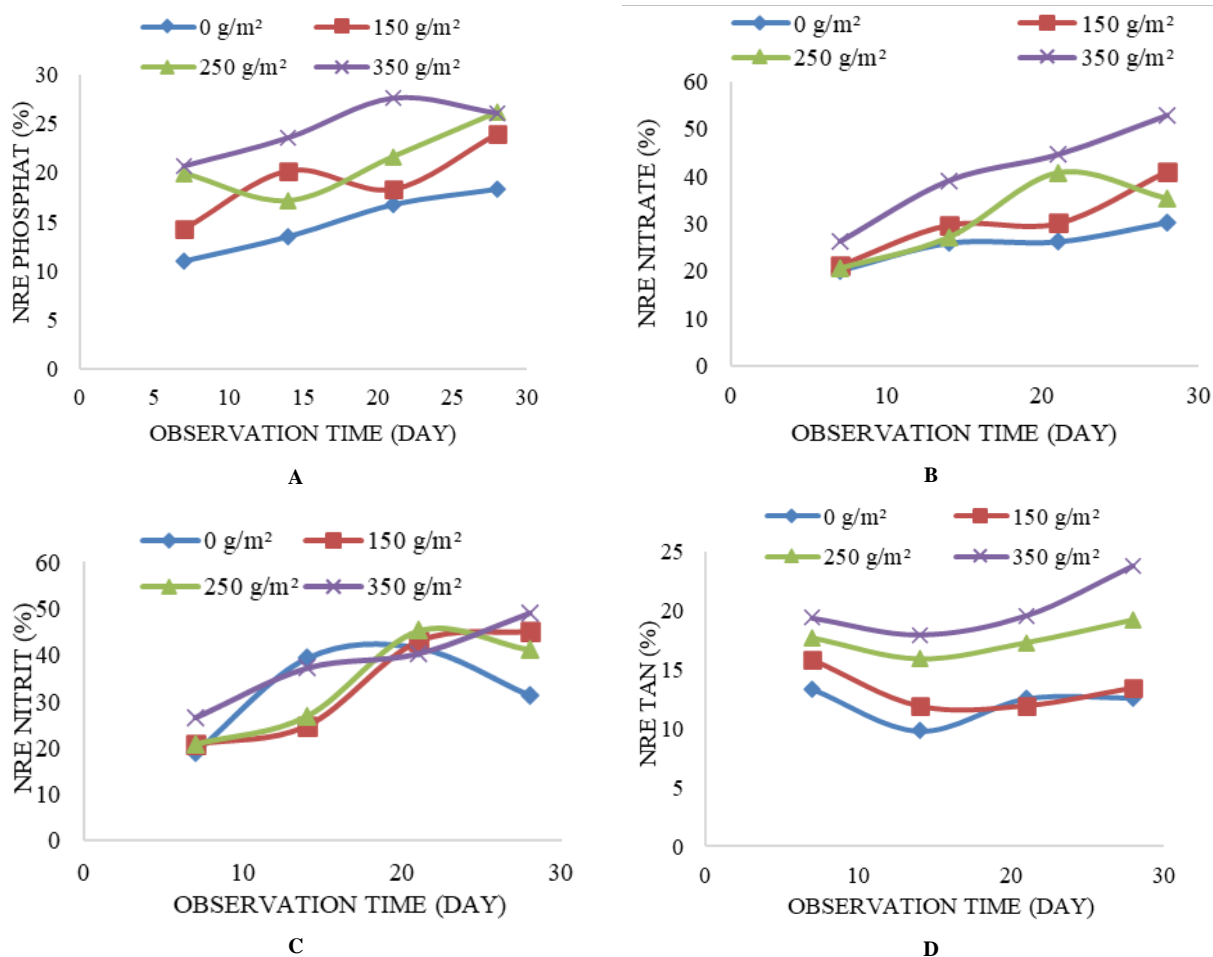 0 g/m² 150 g/m²
250 g/m² 350 g/m²
NRE PHOSPHAT (%)
30
25
20
15
10
5
0
0 5 10 15 20 25 30
OBSERVATION TIME (DAY)
A
0 g/m² 150 g/m²
250 g/m² 350 g/m²
NRE NITRATE (%)
60
50
40
30
20
10
0
0 10 20 30
OBSERVATION TIME (DAY)
B
0 g/m² 150 g/m²
250 g/m² 350 g/m²
NRE NITRIT (%)
60
50
40
30
20
10
0
0 10 20 30
OBSERVATION TIME (DAY)
C
0 g/m² 150 g/m²
250 g/m² 350 g/m²
NRE TAN (%)
25
20
15
10
5
0
0 10 20 30
OBSERVATION TIME (DAY)
D